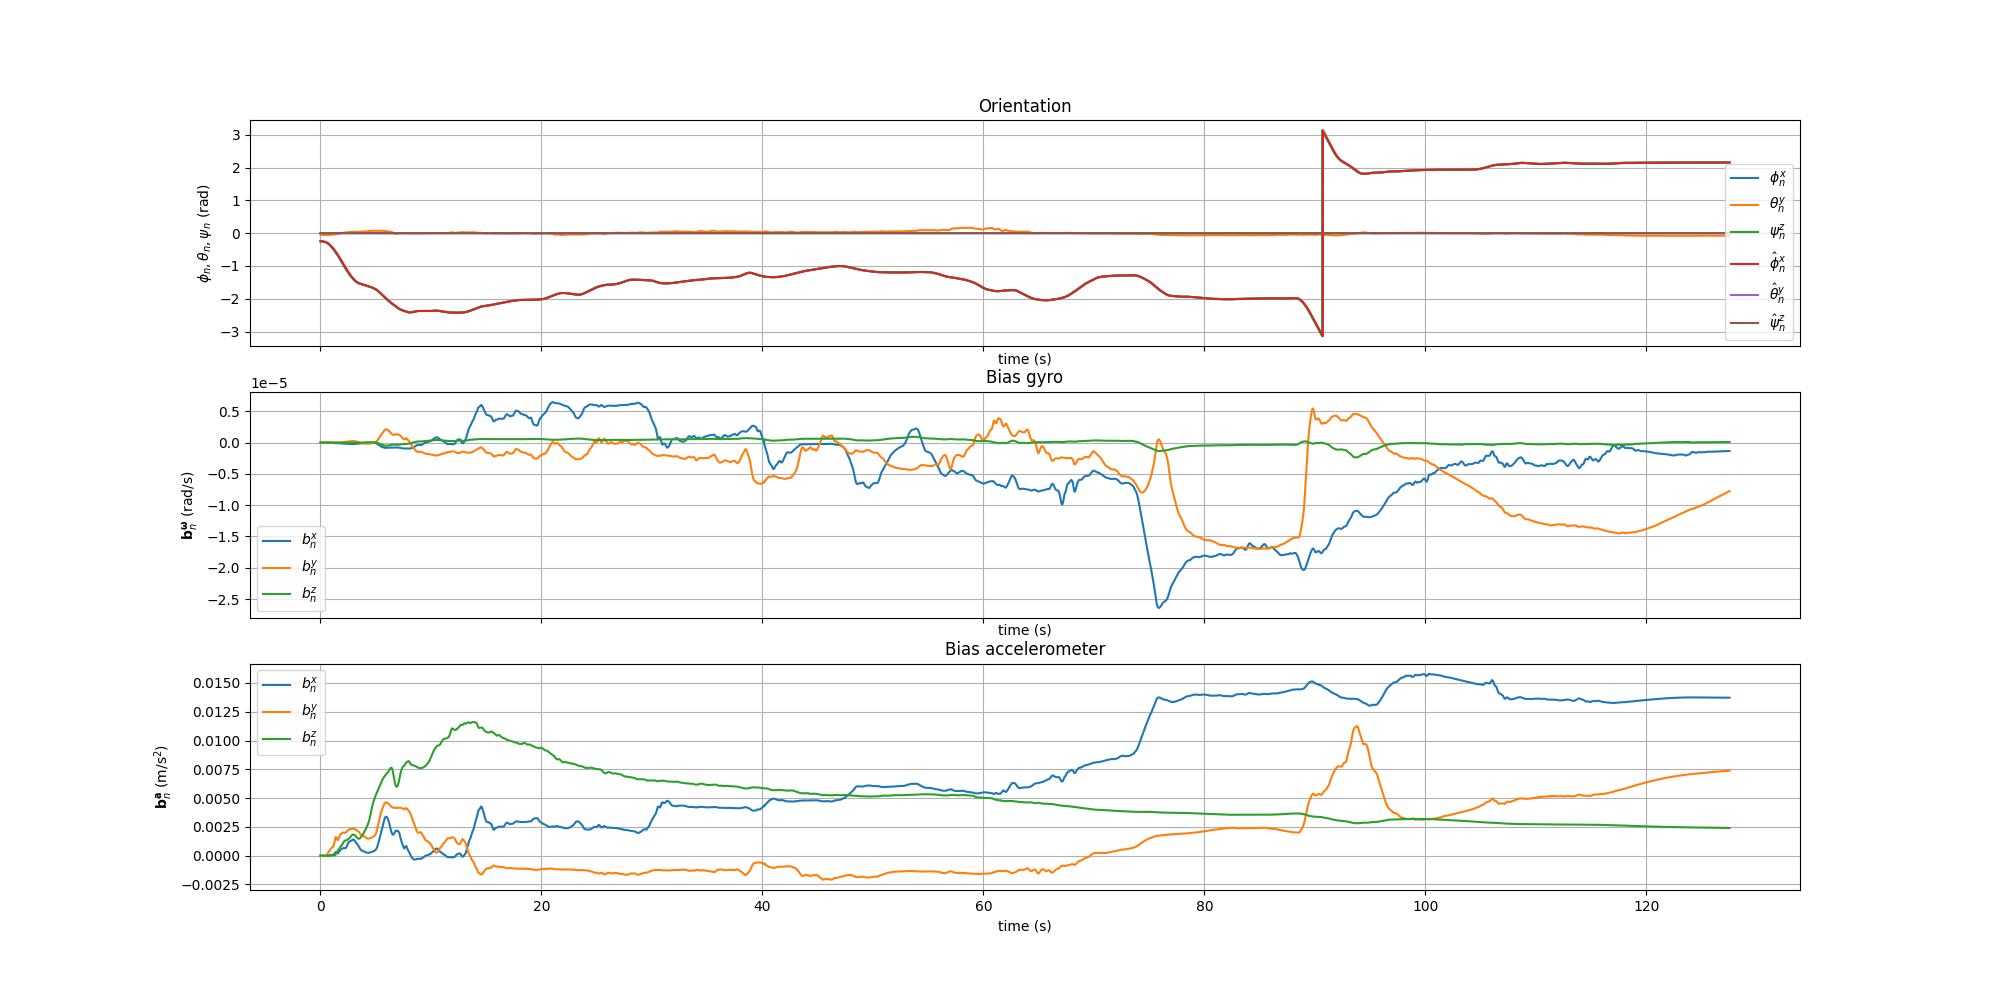 Orientation
3
2
1
0
−1
−2
−3
ϕₙ, θₙ, ψₙ (rad)
ϕₙˣ
θₙʸ
ψₙᶻ
ϕ̂ₙˣ
θ̂ₙʸ
ψ̂ₙᶻ
time (s)
Bias gyro
1e−5
0.5
0.0
−0.5
−1.0
−1.5
−2.0
−2.5
𝐛ₙ^𝛚 (rad/s)
bₙˣ
bₙʸ
bₙᶻ
time (s)
Bias accelerometer
0.0150
0.0125
0.0100
0.0075
0.0050
0.0025
0.0000
−0.0025
𝐛ₙ^𝐚 (m/s²)
bₙˣ
bₙʸ
bₙᶻ
0 20 40 60 80 100 120
time (s)